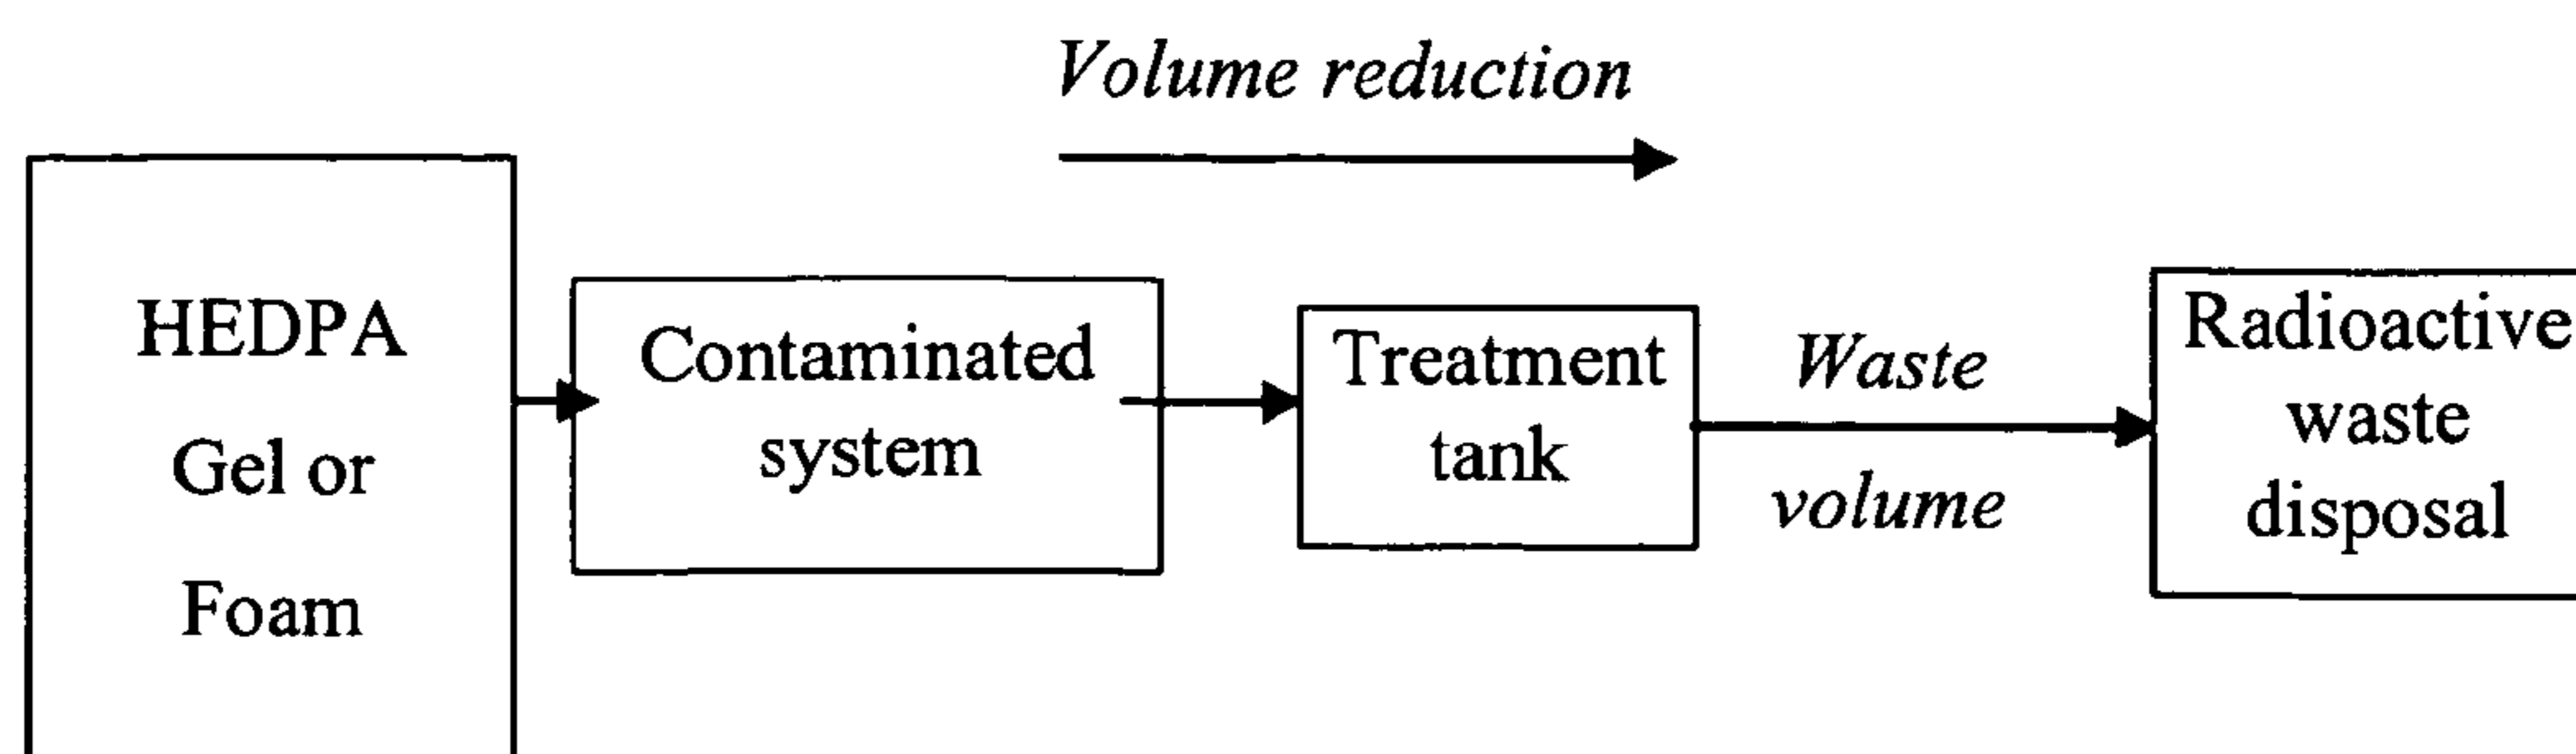 Volume reduction
HEDPA
Gel or
Foam
Contaminated
system
Treatment
tank
Waste
volume
Radioactive
waste
disposal